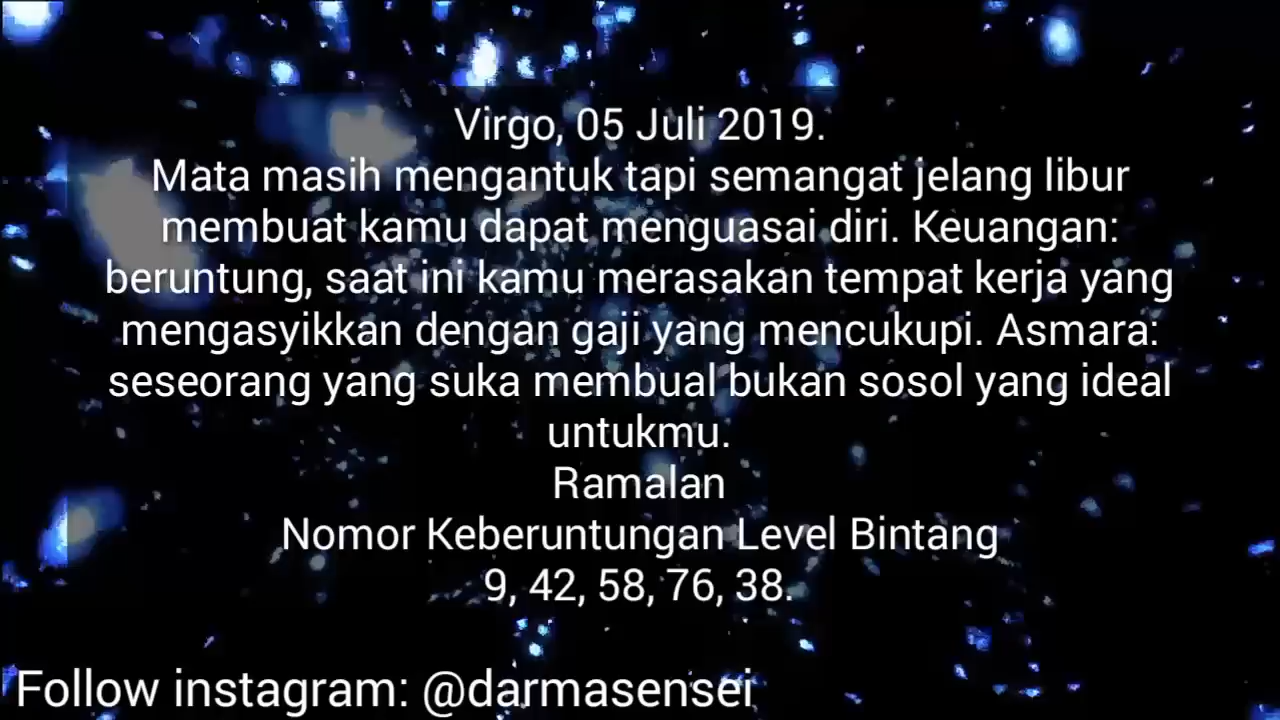 Virgo, 05 Juli 2019.
Mata masih mengantuk tapi semangat jelang libur
membuat kamu dapat menguasai diri. Keuangan:
beruntung, saat ini kamu merasakan tempat kerja yang
mengasyikkan dengan gaji yang mencukupi. Asmara:
seseorang yang suka membual bukan sosol yang ideal
untukmu.
Ramalan
Nomor Keberuntungan Level Bintang
9, 42, 58, 76, 38.
Follow instagram: @darmasensei